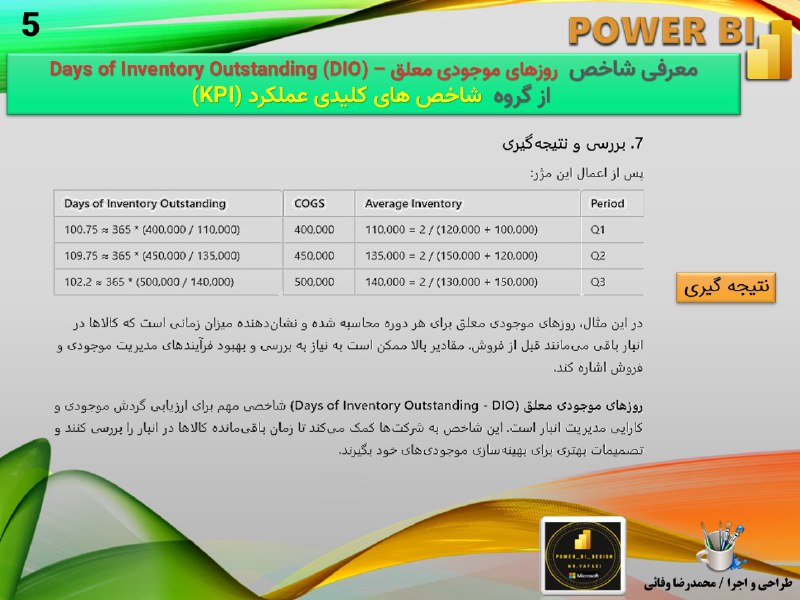 5
POWER BI
معرفی شاخص روزهای موجودی معلق – Days of Inventory Outstanding (DIO)
از گروه شاخص های کلیدی عملکرد (KPI)
7. بررسی و نتیجه‌گیری
پس از اعمال این مژر:
Days of Inventory Outstanding COGS Average Inventory Period
100.75 ≈ 365 * (400,000 / 110,000) 400,000 110,000 = 2 / (120,000 + 100,000) Q1
109.75 ≈ 365 * (450,000 / 135,000) 450,000 135,000 = 2 / (150,000 + 120,000) Q2
102.2 ≈ 365 * (500,000 / 140,000) 500,000 140,000 = 2 / (130,000 + 150,000) Q3
نتیجه گیری
در این مثال، روزهای موجودی معلق برای هر دوره محاسبه شده و نشان‌دهنده میزان زمانی است که کالاها در
انبار باقی می‌مانند قبل از فروش. مقادیر بالا ممکن است به نیاز به بررسی و بهبود فرآیندهای مدیریت موجودی و
فروش اشاره کند.
روزهای موجودی معلق (Days of Inventory Outstanding - DIO) شاخصی مهم برای ارزیابی گردش موجودی و
کارایی مدیریت انبار است. این شاخص به شرکت‌ها کمک می‌کند تا زمان باقی‌مانده کالاها در انبار را بررسی کنند و
تصمیمات بهتری برای بهینه‌سازی موجودی‌های خود بگیرند.
POWER_BI_DESIGN
MR.VAFAEI
Microsoft
طراحی و اجرا / محمدرضا وفائی